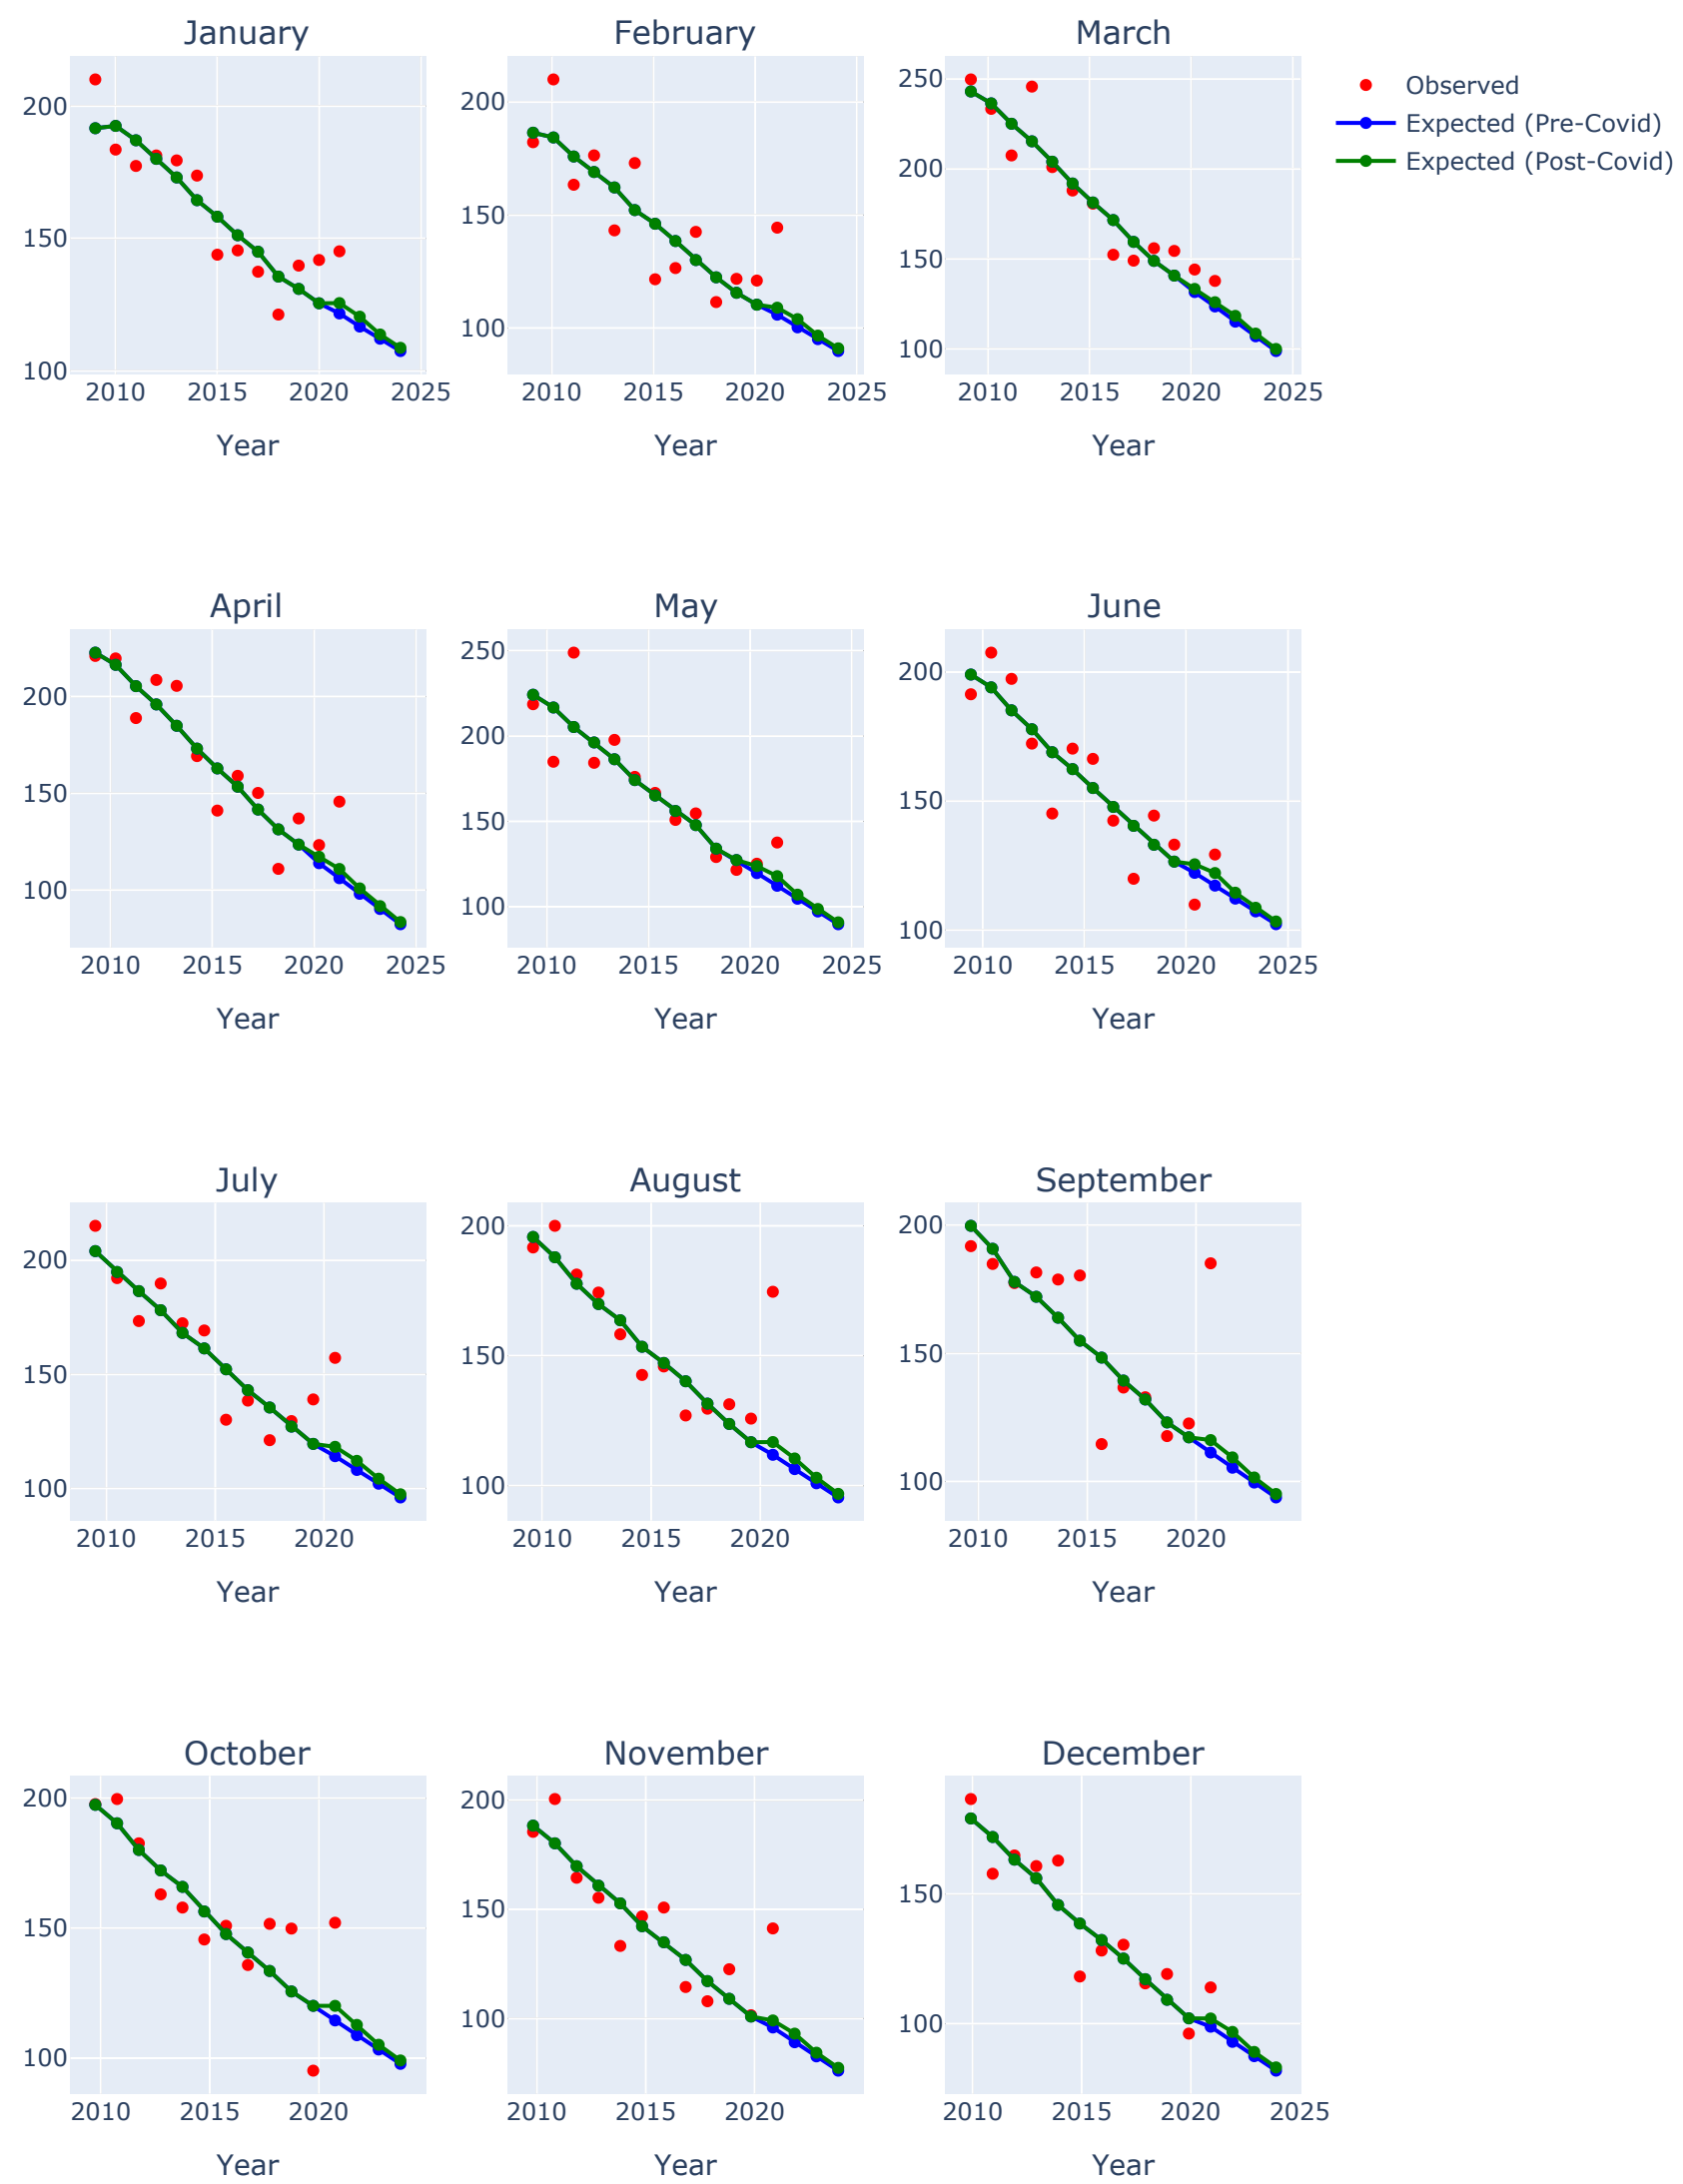 January
February
March
200
150
100
2010
2015
2020
2025
Year
200
150
100
2010
2015
2020
2025
Year
250
200
150
100
2010
2015
2020
2025
Year
Observed
Expected (Pre-Covid)
Expected (Post-Covid)
April
May
June
200
150
100
2010
2015
2020
2025
Year
250
200
150
100
2010
2015
2020
2025
Year
200
150
100
2010
2015
2020
2025
Year
July
August
September
200
150
100
2010
2015
2020
Year
200
150
100
2010
2015
2020
Year
200
150
100
2010
2015
2020
Year
October
November
December
200
150
100
2010
2015
2020
Year
200
150
100
2010
2015
2020
Year
150
100
2010
2015
2020
2025
Year